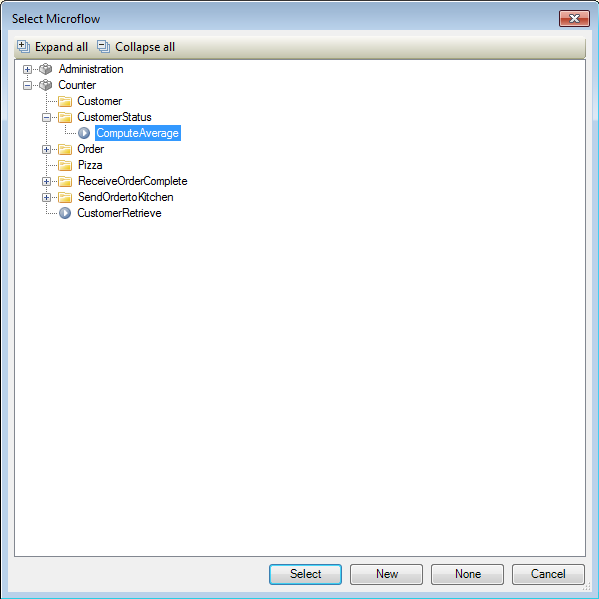 Select Microflow
Expand all Collapse all
Administration
Counter
Customer
CustomerStatus
ComputeAverage
Order
Pizza
ReceiveOrderComplete
SendOrdertoKitchen
CustomerRetrieve
Select New None Cancel